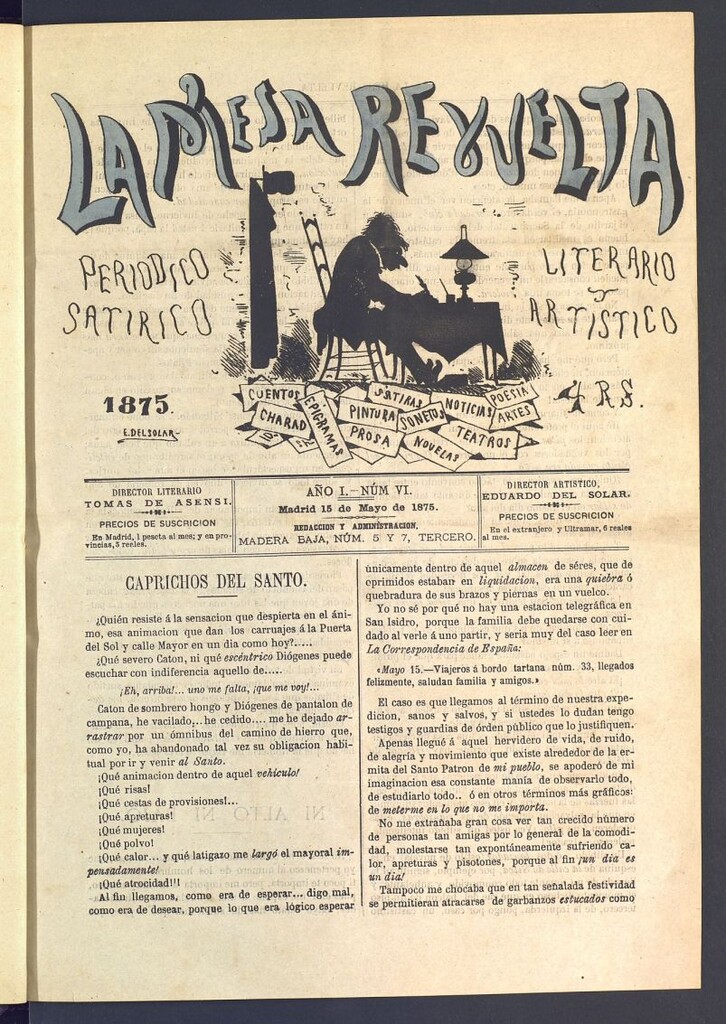 LA MESA REVUELTA
PERIODICO
SATIRICO
LITERARIO
Y
ARTISTICO
1875.
E. DEL SOLAR
4 RS.
CUENTOS
CHARAD
EPIGRAMAS
SÁTIRAS
PINTURA
PROSA
SONETOS
NOTICIAS
NOVELAS
POESIA
ARTES
TEATROS
DIRECTOR LITERARIO
TOMAS DE ASENSI.
PRECIOS DE SUSCRICION
En Madrid, 1 peseta al mes; y en pro-
vincias, 5 reales.
AÑO I.—NÚM VI.
Madrid 15 de Mayo de 1875.
REDACCION Y ADMINISTRACION,
MADERA BAJA, NÚM. 5 Y 7, TERCERO.
DIRECTOR ARTISTICO,
EDUARDO DEL SOLAR.
PRECIOS DE SUSCRICION
En el extranjero y Ultramar, 6 reales
al mes.
CAPRICHOS DEL SANTO.
¿Quién resiste á la sensacion que despierta en el áni-
mo, esa animacion que dan los carruajes á la Puerta
del Sol y calle Mayor en un dia como hoy?.....
¿Qué severo Caton, ni qué escéntrico Diógenes puede
escuchar con indiferencia aquello de.....
¡Eh, arriba!... uno me falta, ¡que me voy!...
Caton de sombrero hongo y Diógenes de pantalon de
campana, he vacilado... he cedido.... me he dejado ar-
rastrar por un ómnibus del camino de hierro que,
como yo, ha abandonado tal vez su obligacion habi-
tual por ir y venir al Santo.
¡Qué animacion dentro de aquel vehículo!
¡Qué risas!
¡Qué cestas de provisiones!...
¡Qué apreturas!
¡Qué mujeres!
¡Qué polvo!
¡Qué calor... y qué latigazo me largó el mayoral im-
pensadamente!
¡Qué atrocidad!!!
Al fin llegamos, como era de esperar... digo mal,
como era de desear, porque lo que era lógico esperar
únicamente dentro de aquel almacen de séres, que de
oprimidos estaban en liquidacion, era una quiebra ó
quebradura de sus brazos y piernas en un vuelco.
Yo no sé por qué no hay una estacion telegráfica en
San Isidro, porque la familia debe quedarse con cui-
dado al verle á uno partir, y seria muy del caso leer en
La Correspondencia de España:
«Mayo 15.—Viajeros á bordo tartana núm. 33, llegados
felizmente, saludan familia y amigos.»
El caso es que llegamos al término de nuestra expe-
dicion, sanos y salvos, y si ustedes lo dudan tengo
testigos y guardias de órden público que lo justifiquen.
Apenas llegué á aquel hervidero de vida, de ruido,
de alegría y movimiento que existe alrededor de la er-
mita del Santo Patron de mi pueblo, se apoderó de mi
imaginacion esa constante manía de observarlo todo,
de estudiarlo todo.. ó en otros términos más gráficos:
de meterme en lo que no me importa.
No me extrañaba gran cosa ver tan crecido número
de personas tan amigas por lo general de la comodi-
dad, molestarse tan expontáneamente sufriendo ca-
lor, apreturas y pisotones, porque al fin ¡un dia es
un dia!
Tampoco me chocaba que en tan señalada festividad
se permitieran atracarse de garbanzos estucados como